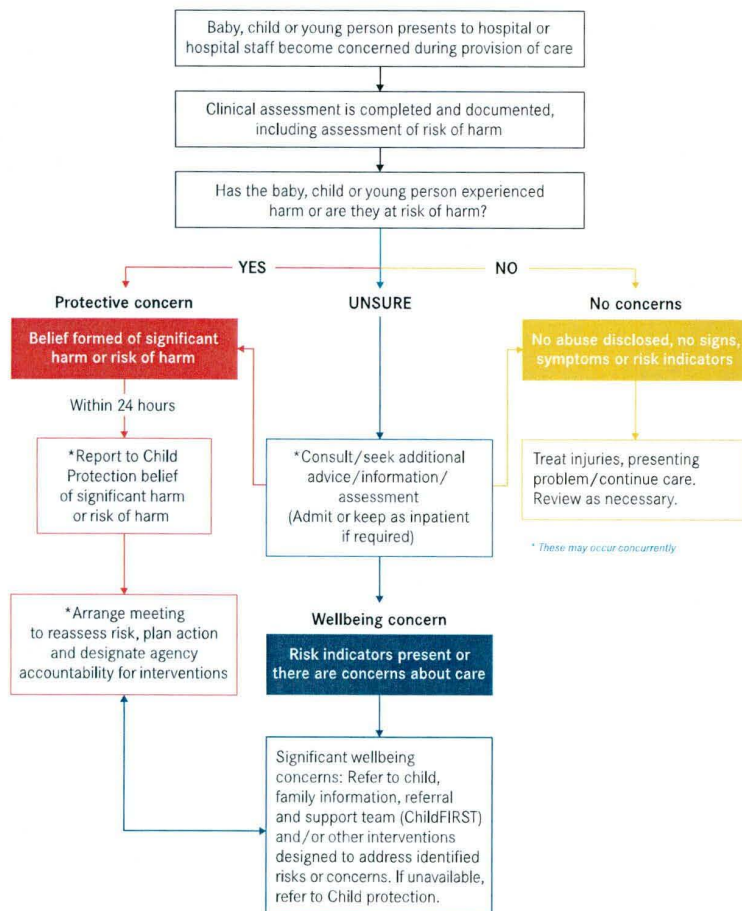 Baby, child or young person presents to hospital or
hospital staff become concerned during provision of care
Clinical assessment is completed and documented,
including assessment of risk of harm
Has the baby, child or young person experienced
harm or are they at risk of harm?
YES
NO
Protective concern
UNSURE
No concerns
Belief formed of significant
harm or risk of harm
No abuse disclosed, no signs,
symptoms or risk indicators
Within 24 hours
*Report to Child
Protection belief
of significant harm
or risk of harm
*Consult/seek additional
advice/information/
assessment
(Admit or keep as inpatient
if required)
Treat injuries, presenting
problem/continue care.
Review as necessary.
* These may occur concurrently
*Arrange meeting
to reassess risk, plan action
and designate agency
accountability for interventions
Wellbeing concern
Risk indicators present or
there are concerns about care
Significant wellbeing
concerns: Refer to child,
family information, referral
and support team (ChildFIRST)
and/or other interventions
designed to address identified
risks or concerns. If unavailable,
refer to Child protection.